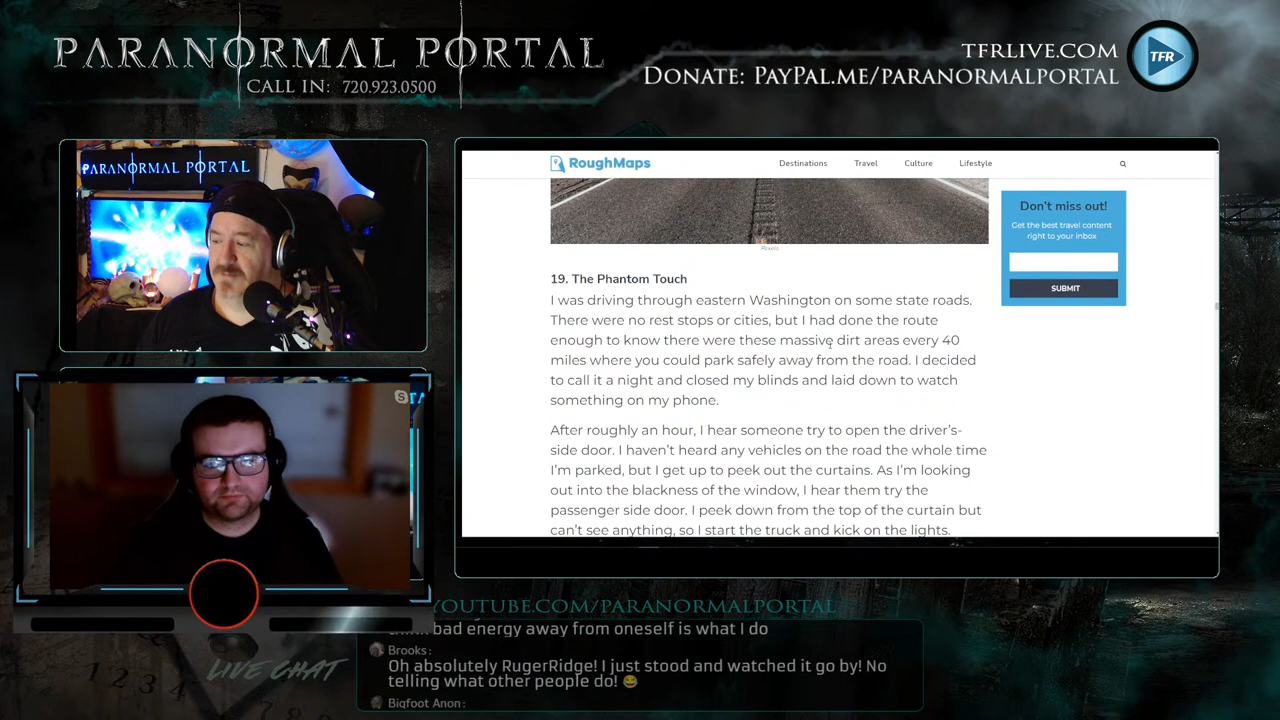 PARANORMAL PORTAL
CALL IN: 720.923.0500
TFRLIVE.COM
DONATE: PAYPAL.ME/PARANORMALPORTAL
TFR
PARANORMAL PORTAL
RoughMaps
Destinations
Travel
Culture
Lifestyle
Don't miss out!
Get the best travel content
right to your inbox
SUBMIT
Pexels
19. The Phantom Touch
I was driving through eastern Washington on some state roads.
There were no rest stops or cities, but I had done the route
enough to know there were these massive dirt areas every 40
miles where you could park safely away from the road. I decided
to call it a night and closed my blinds and laid down to watch
something on my phone.
After roughly an hour, I hear someone try to open the driver's-
side door. I haven't heard any vehicles on the road the whole time
I'm parked, but I get up to peek out the curtains. As I'm looking
out into the blackness of the window, I hear them try the
passenger side door. I peek down from the top of the curtain but
can't see anything, so I start the truck and kick on the lights.
YOUTUBE.COM/PARANORMALPORTAL
LIVE CHAT
think bad energy away from oneself is what I do
Brooks:
Oh absolutely RugerRidge! I just stood and watched it go by! No
telling what other people do! 😂
Bigfoot Anon: